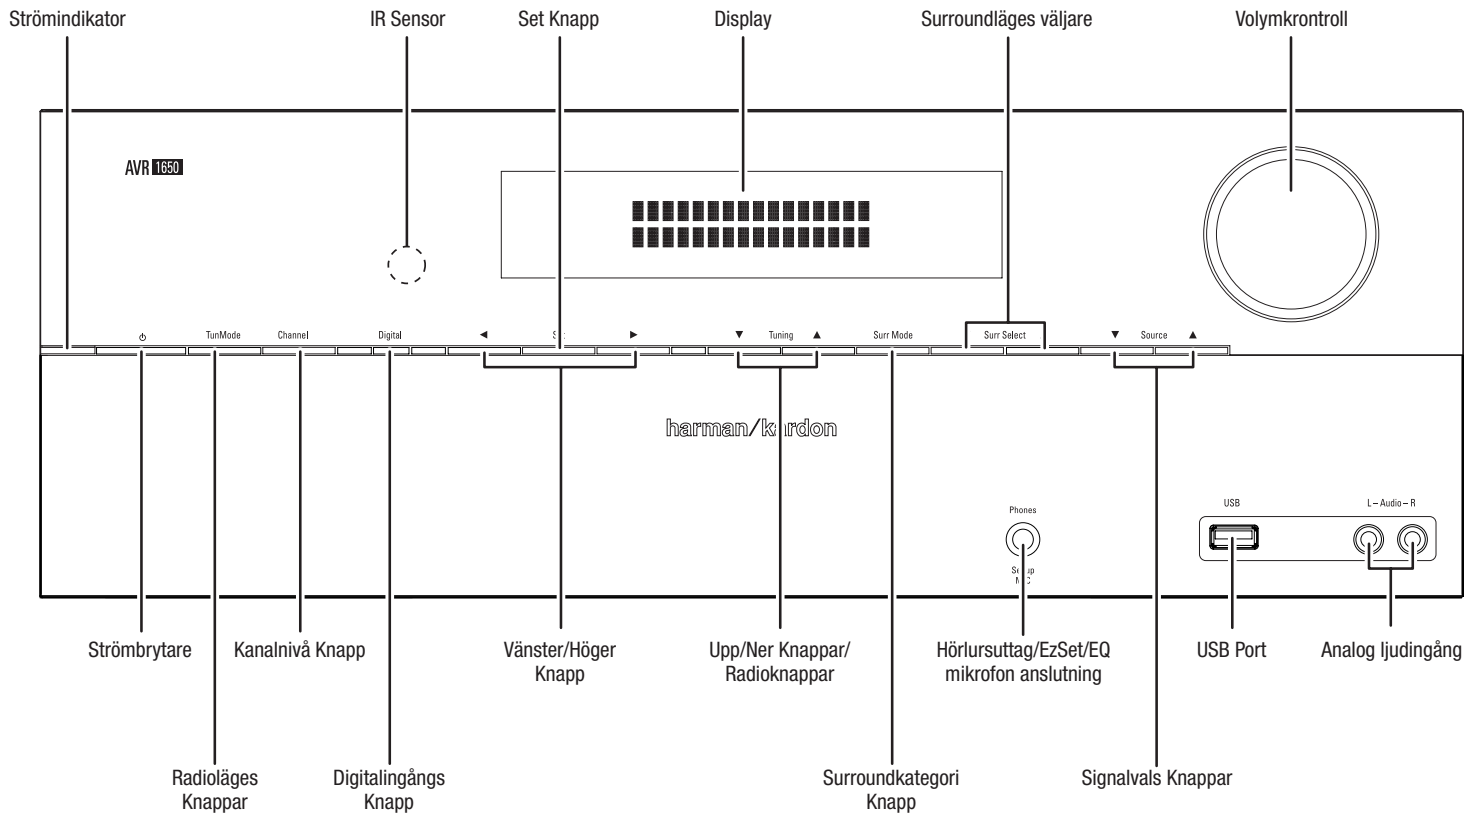 Strömindikator
IR Sensor
Set Knapp
Display
Surroundläges väljare
Volymkrontroll
AVR 1650
TunMode
Channel
Digital
Tuning
Surr Mode
Surr Select
Source
harman/kardon
Phones
USB
L – Audio – R
Strömbrytare
Kanalnivå Knapp
Vänster/Höger
Knapp
Upp/Ner Knappar/
Radioknappar
Hörlursuttag/EzSet/EQ
mikrofon anslutning
USB Port
Analog ljudingång
Radioläges
Knappar
Digitalingångs
Knapp
Surroundkategori
Knapp
Signalvals Knappar